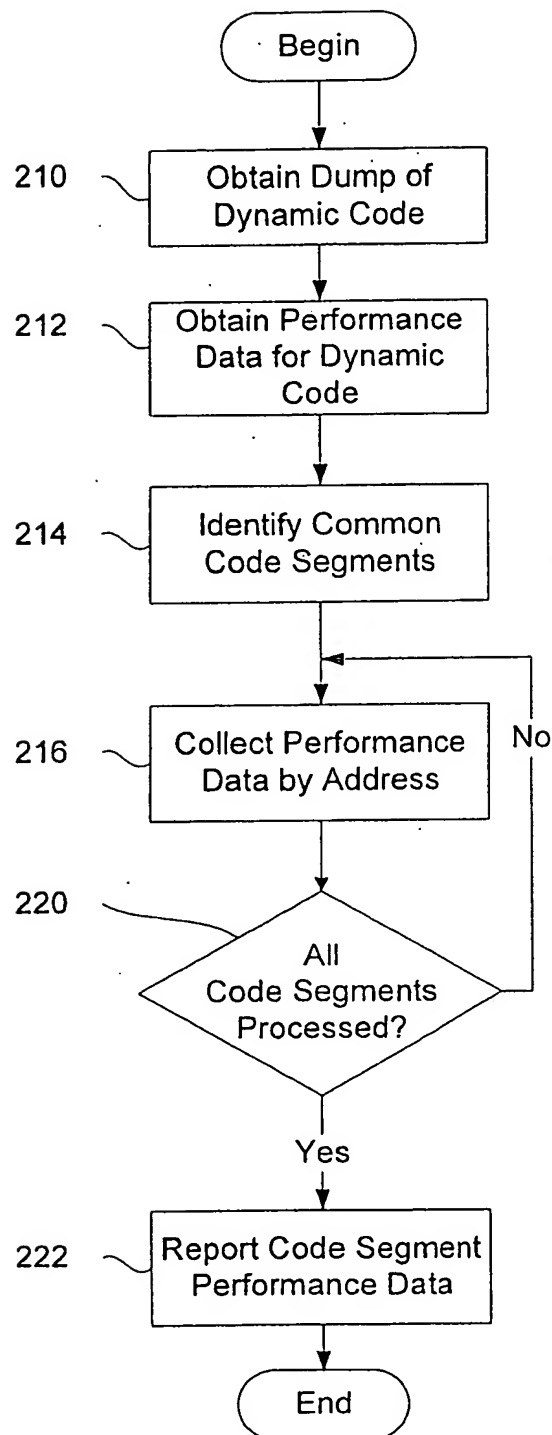 Begin
210
Obtain Dump of
Dynamic Code
212
Obtain Performance
Data for Dynamic
Code
214
Identify Common
Code Segments
216
Collect Performance
Data by Address
No
220
All
Code Segments
Processed?
Yes
222
Report Code Segment
Performance Data
End